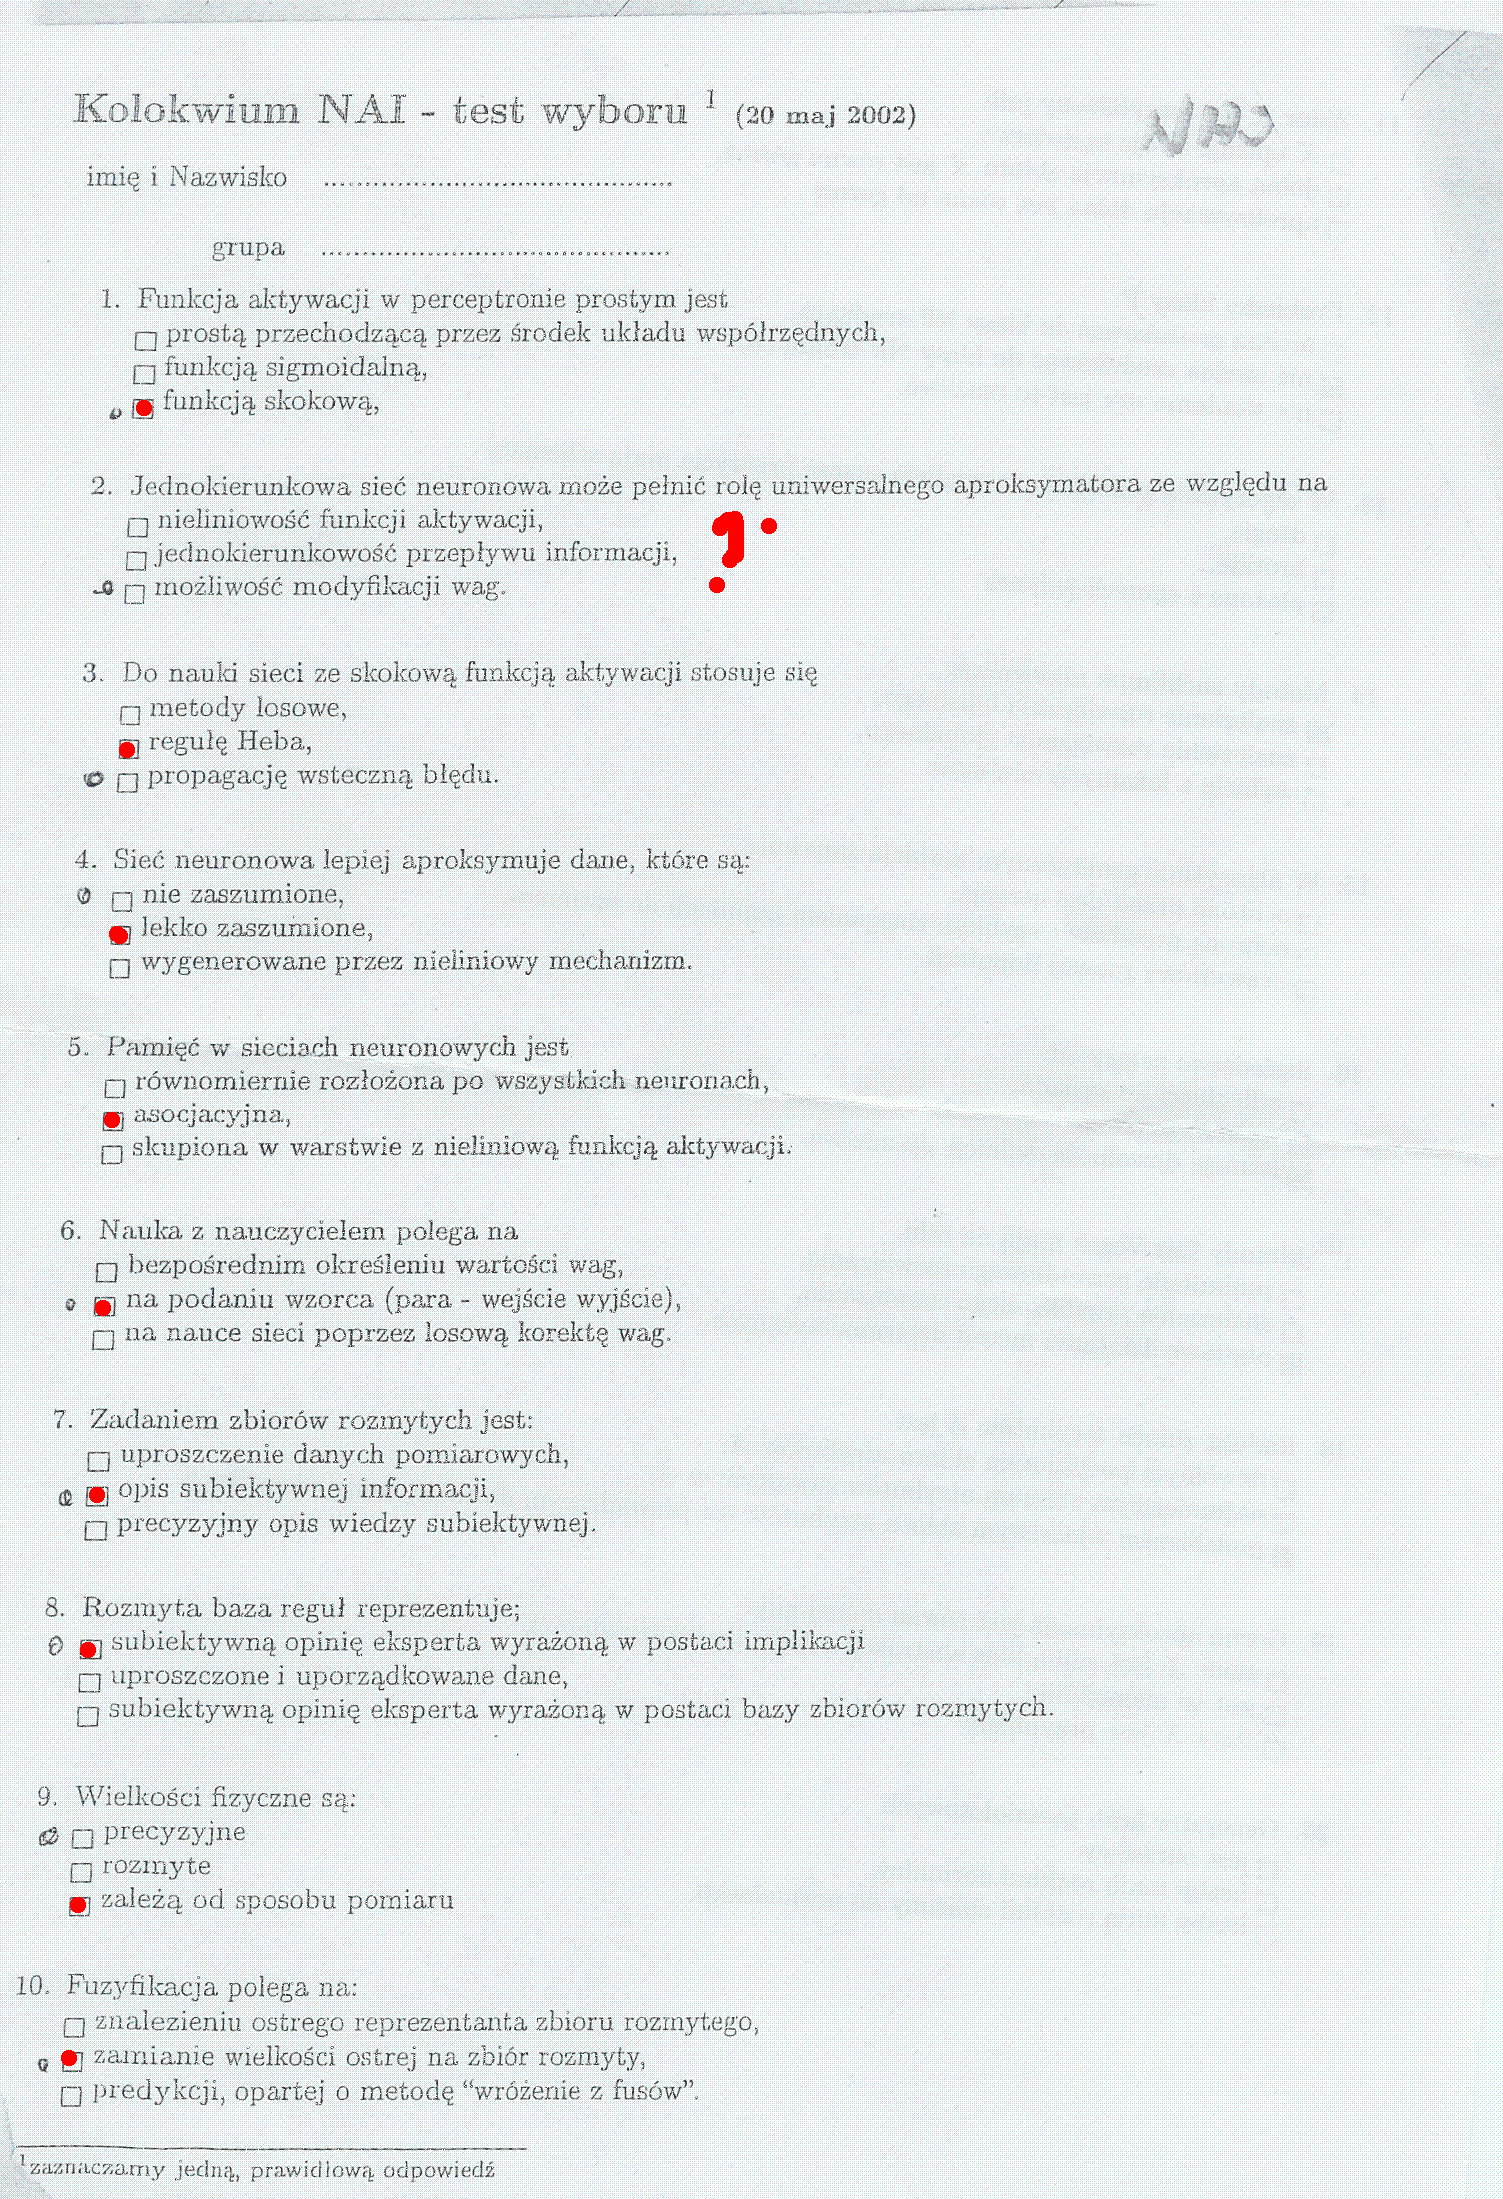 Kolokwium NAI - test wyboru ¹ (20 maj 2002)
imię i Nazwisko ..........................................
grupa ..........................................
1. Funkcja aktywacji w perceptronie prostym jest
prostą przechodzącą przez środek układu współrzędnych,
funkcją sigmoidalną,
funkcją skokową,
2. Jednokierunkowa sieć neuronowa może pełnić rolę uniwersalnego aproksymatora ze względu na
nieliniowość funkcji aktywacji,
jednokierunkowość przepływu informacji,
możliwość modyfikacji wag.
3. Do nauki sieci ze skokową funkcją aktywacji stosuje się
metody losowe,
regułę Heba,
propagację wsteczną błędu.
4. Sieć neuronowa lepiej aproksymuje dane, które są:
nie zaszumione,
lekko zaszumione,
wygenerowane przez nieliniowy mechanizm.
5. Pamięć w sieciach neuronowych jest
równomiernie rozłożona po wszystkich neuronach,
asocjacyjna,
skupiona w warstwie z nieliniową funkcją aktywacji.
6. Nauka z nauczycielem polega na
bezpośrednim określeniu wartości wag,
na podaniu wzorca (para - wejście wyjście),
na nauce sieci poprzez losową korektę wag.
7. Zadaniem zbiorów rozmytych jest:
uproszczenie danych pomiarowych,
opis subiektywnej informacji,
precyzyjny opis wiedzy subiektywnej.
8. Rozmyta baza reguł reprezentuje;
subiektywną opinię eksperta wyrażoną w postaci implikacji
uproszczone i uporządkowane dane,
subiektywną opinię eksperta wyrażoną w postaci bazy zbiorów rozmytych.
9. Wielkości fizyczne są:
precyzyjne
rozmyte
zależą od sposobu pomiaru
10. Fuzyfikacja polega na:
znalezieniu ostrego reprezentanta zbioru rozmytego,
zamianie wielkości ostrej na zbiór rozmyty,
predykcji, opartej o metodę “wróżenie z fusów”.
¹zaznaczamy jedną, prawidłową odpowiedź